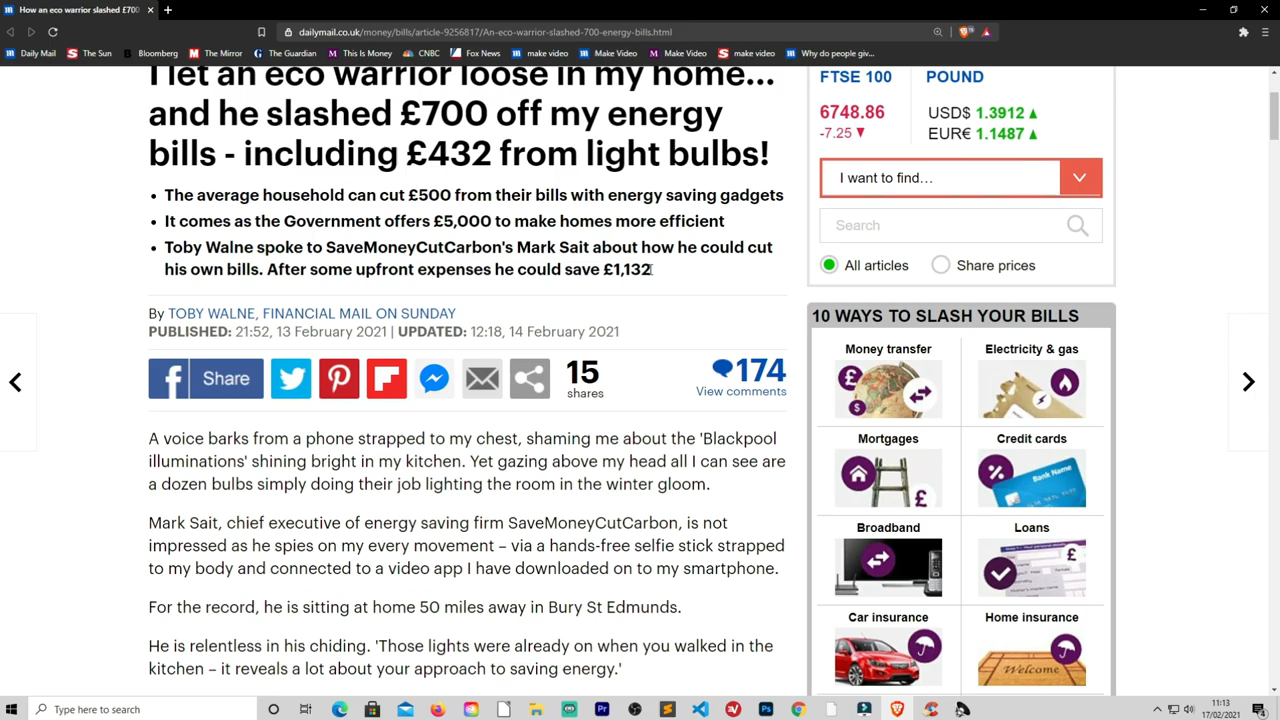 How an eco warrior slashed £700
dailymail.co.uk/money/bills/article-9256817/An-eco-warrior-slashed-700-energy-bills.html
Daily Mail
The Sun
Bloomberg
The Mirror
The Guardian
This Is Money
CNBC
Fox News
make video
Make Video
Make Video
make video
Why do people giv...
I let an eco warrior loose in my home...
and he slashed £700 off my energy
bills - including £432 from light bulbs!
• The average household can cut £500 from their bills with energy saving gadgets
• It comes as the Government offers £5,000 to make homes more efficient
• Toby Walne spoke to SaveMoneyCutCarbon's Mark Sait about how he could cut
his own bills. After some upfront expenses he could save £1,132
By TOBY WALNE, FINANCIAL MAIL ON SUNDAY
PUBLISHED: 21:52, 13 February 2021 | UPDATED: 12:18, 14 February 2021
Share
15
shares
174
View comments
A voice barks from a phone strapped to my chest, shaming me about the 'Blackpool
illuminations' shining bright in my kitchen. Yet gazing above my head all I can see are
a dozen bulbs simply doing their job lighting the room in the winter gloom.
Mark Sait, chief executive of energy saving firm SaveMoneyCutCarbon, is not
impressed as he spies on my every movement – via a hands-free selfie stick strapped
to my body and connected to a video app I have downloaded on to my smartphone.
For the record, he is sitting at home 50 miles away in Bury St Edmunds.
He is relentless in his chiding. 'Those lights were already on when you walked in the
kitchen – it reveals a lot about your approach to saving energy.'
FTSE 100
6748.86
-7.25
POUND
USD$ 1.3912
EUR€ 1.1487
I want to find...
Search
All articles
Share prices
10 WAYS TO SLASH YOUR BILLS
Money transfer
Electricity & gas
Mortgages
Credit cards
Bank Name
Broadband
Loans
Car insurance
Home insurance
Welcome
Type here to search
11:13
17/02/2021